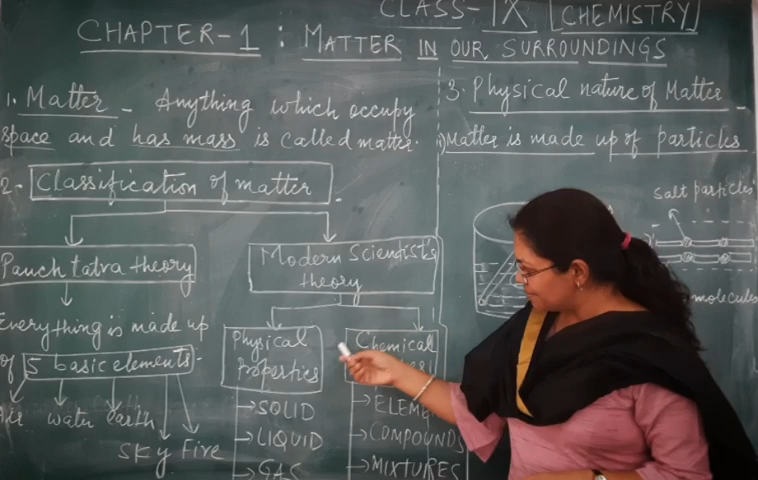 CLASS-IX [CHEMISTRY]
CHAPTER-1 : MATTER IN OUR SURROUNDINGS
1. Matter - Anything which occupy
space and has mass is called matter.
2. Classification of matter
Panch tatva theory
Everything is made up
of 5 basic elements
Air water earth
Sky Fire
Modern Scientist's
theory
Physical
Properties
→SOLID
→LIQUID
→GAS
Chemical
→COMPOUNDS
→MIXTURES
3. Physical nature of Matter
Matter is made up of particles
salt particles
molecules